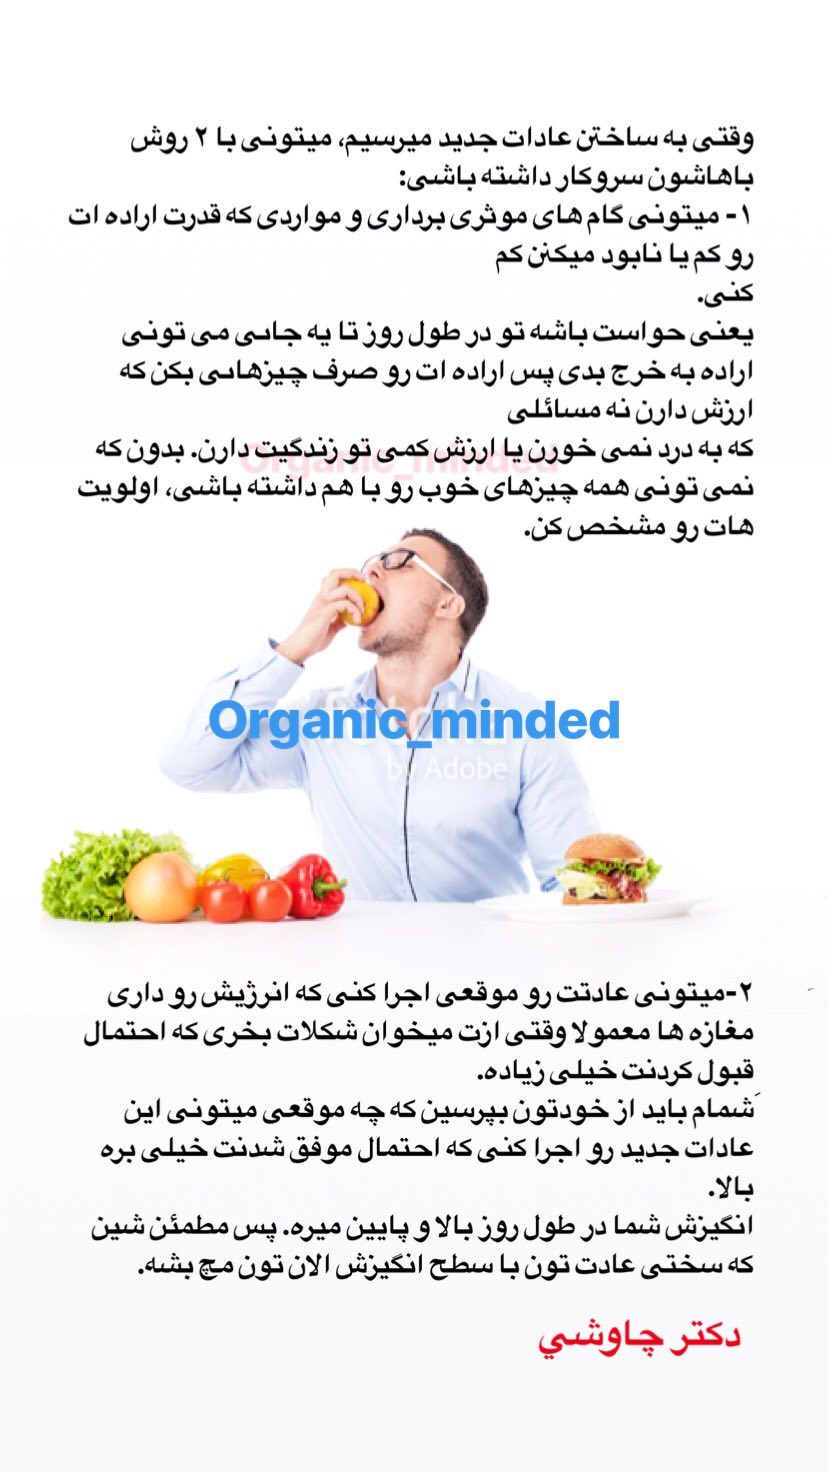 وقتی به ساختن عادات جدید میرسیم، میتونی با ۲ روش
باهاشون سروکار داشته باشی:
۱- میتونی گام های موثری برداری و مواردی که قدرت اراده ات
رو کم یا نابود میکنن کم
کنی.
یعنی حواست باشه تو در طول روز تا یه جایی می تونی
اراده به خرج بدی پس اراده ات رو صرف چیزهایی بکن که
ارزش دارن نه مسائلی
که به درد نمی خورن یا ارزش کمی تو زندگیت دارن. بدون که
Organic_minded
نمی تونی همه چیزهای خوب رو با هم داشته باشی، اولویت
هات رو مشخص کن.
Organic_minded
by Adobe
۲-میتونی عادتت رو موقعی اجرا کنی که انرژیش رو داری
مغازه ها معمولا وقتی ازت میخوان شکلات بخری که احتمال
قبول کردنت خیلی زیاده.
َشمام باید از خودتون بپرسین که چه موقعی میتونی این
عادات جدید رو اجرا کنی که احتمال موفق شدنت خیلی بره
بالا.
انگیزش شما در طول روز بالا و پایین میره. پس مطمئن شین
که سختی عادت تون با سطح انگیزش الان تون مچ بشه.
دكتر چاوشي